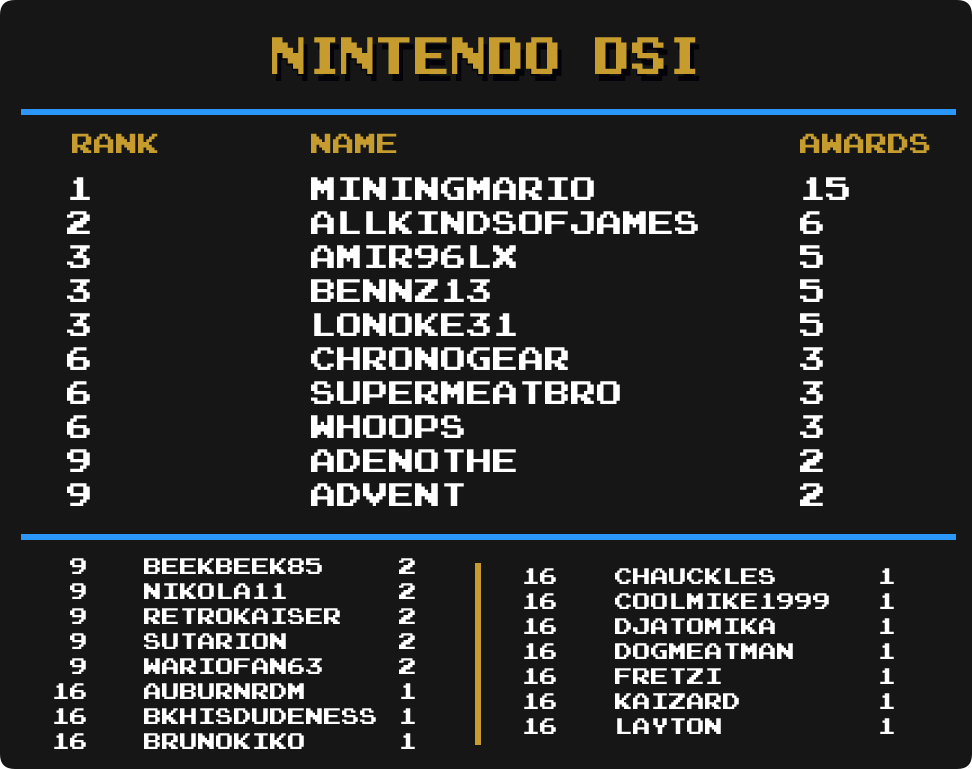 NINTENDO DSI
RANK NAME AWARDS
1 MININGMARIO 15
2 ALLKINDSOFJAMES 6
3 AMIR96LX 5
3 BENNZ13 5
3 LONOKE31 5
6 CHRONOGEAR 3
6 SUPERMEATBRO 3
6 WHOOPS 3
9 ADENOTHE 2
9 ADVENT 2
9 BEEKBEEK85 2
9 NIKOLA11 2
9 RETROKAISER 2
9 SUTARION 2
9 WARIOFAN63 2
16 AUBURNRDM 1
16 BKHISDUDENESS 1
16 BRUNOKIKO 1
16 CHAUCKLES 1
16 COOLMIKE1999 1
16 DJATOMIKA 1
16 DOGMEATMAN 1
16 FRETZI 1
16 KAIZARD 1
16 LAYTON 1